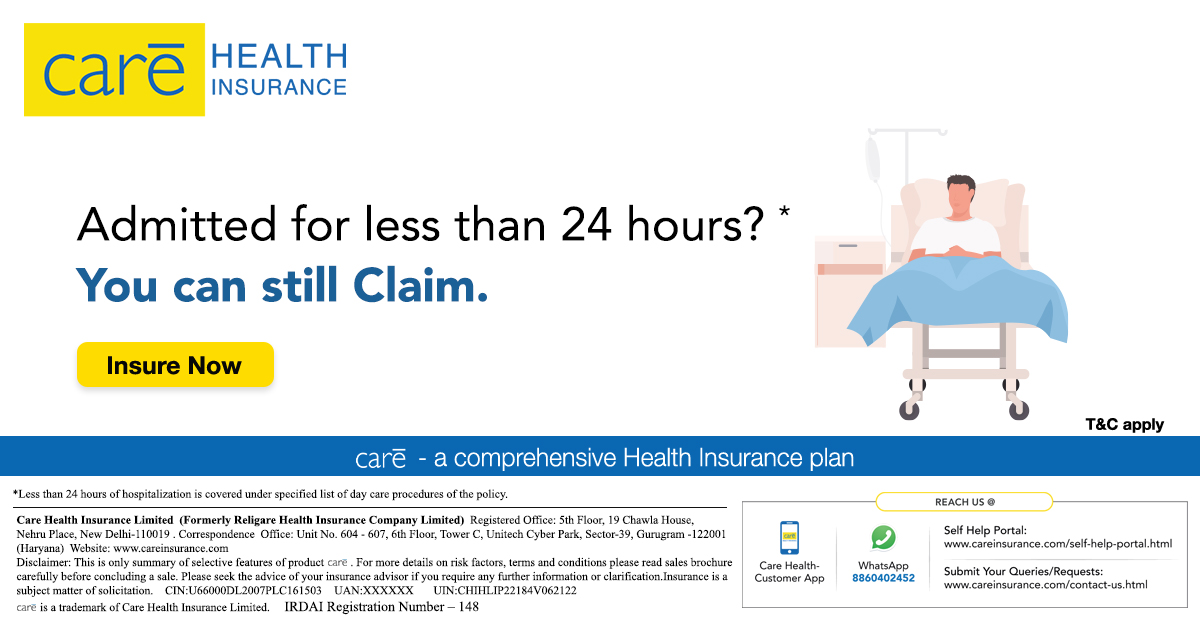 carē HEALTH
INSURANCE
Admitted for less than 24 hours? *
You can still Claim.
Insure Now
T&C apply
carē - a comprehensive Health Insurance plan
*Less than 24 hours of hospitalization is covered under specified list of day care procedures of the policy.
Care Health Insurance Limited (Formerly Religare Health Insurance Company Limited) Registered Office: 5th Floor, 19 Chawla House,
Nehru Place, New Delhi-110019 . Correspondence Office: Unit No. 604 - 607, 6th Floor, Tower C, Unitech Cyber Park, Sector-39, Gurugram -122001
(Haryana) Website: www.careinsurance.com
Disclaimer: This is only summary of selective features of product carē . For more details on risk factors, terms and conditions please read sales brochure
carefully before concluding a sale. Please seek the advice of your insurance advisor if you require any further information or clarification.Insurance is a
subject matter of solicitation. CIN:U66000DL2007PLC161503 UAN:XXXXXX UIN:CHIHLIP22184V062122
carē is a trademark of Care Health Insurance Limited. IRDAI Registration Number – 148
REACH US @
carē
Care Health-
Customer App
WhatsApp
8860402452
Self Help Portal:
www.careinsurance.com/self-help-portal.html
Submit Your Queries/Requests:
www.careinsurance.com/contact-us.html